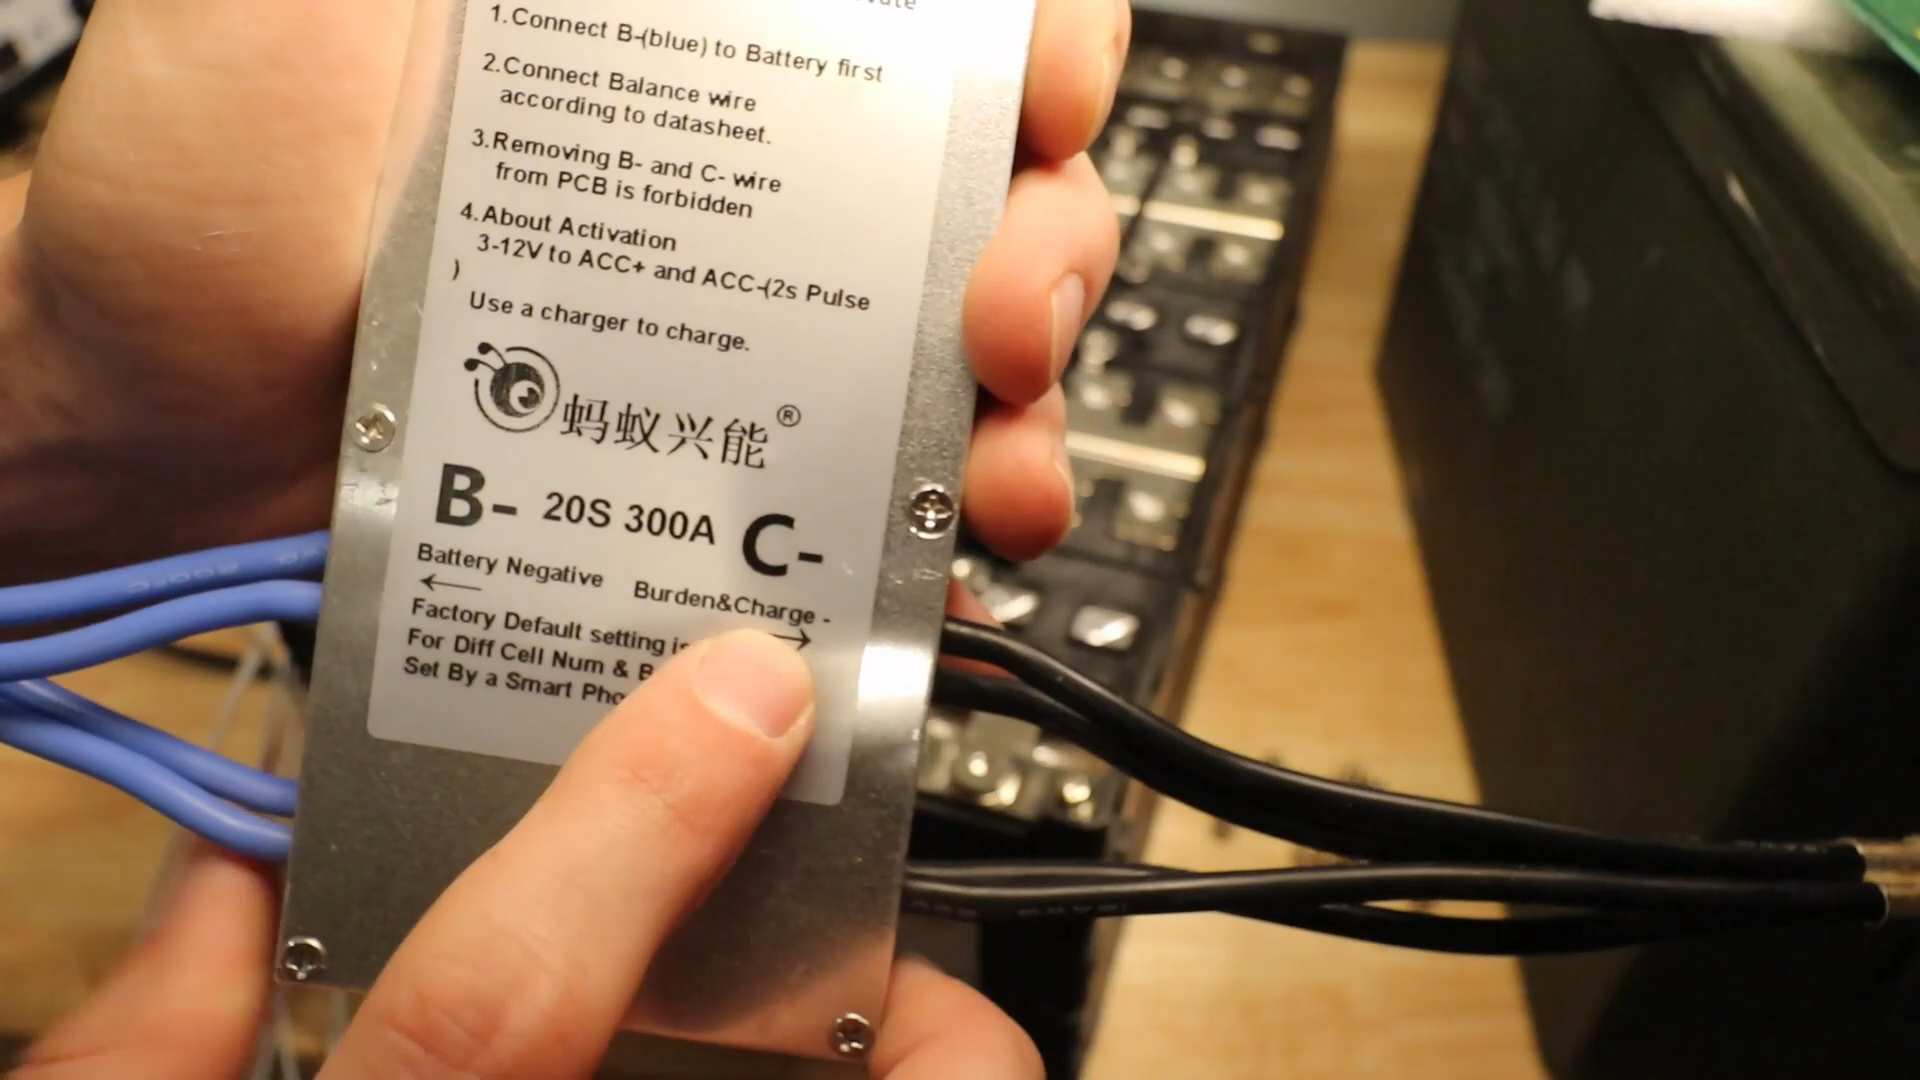 1.Connect B-(blue) to Battery first
2.Connect Balance wire
according to datasheet.
3.Removing B- and C- wire
from PCB is forbidden
4.About Activation
3-12V to ACC+ and ACC-(2s Pulse
)
Use a charger to charge.
蚂蚁兴能®
B- 20S 300A C-
Battery Negative Burden&Charge -
Factory Default setting is
For Diff Cell Num &
Set By a Smart